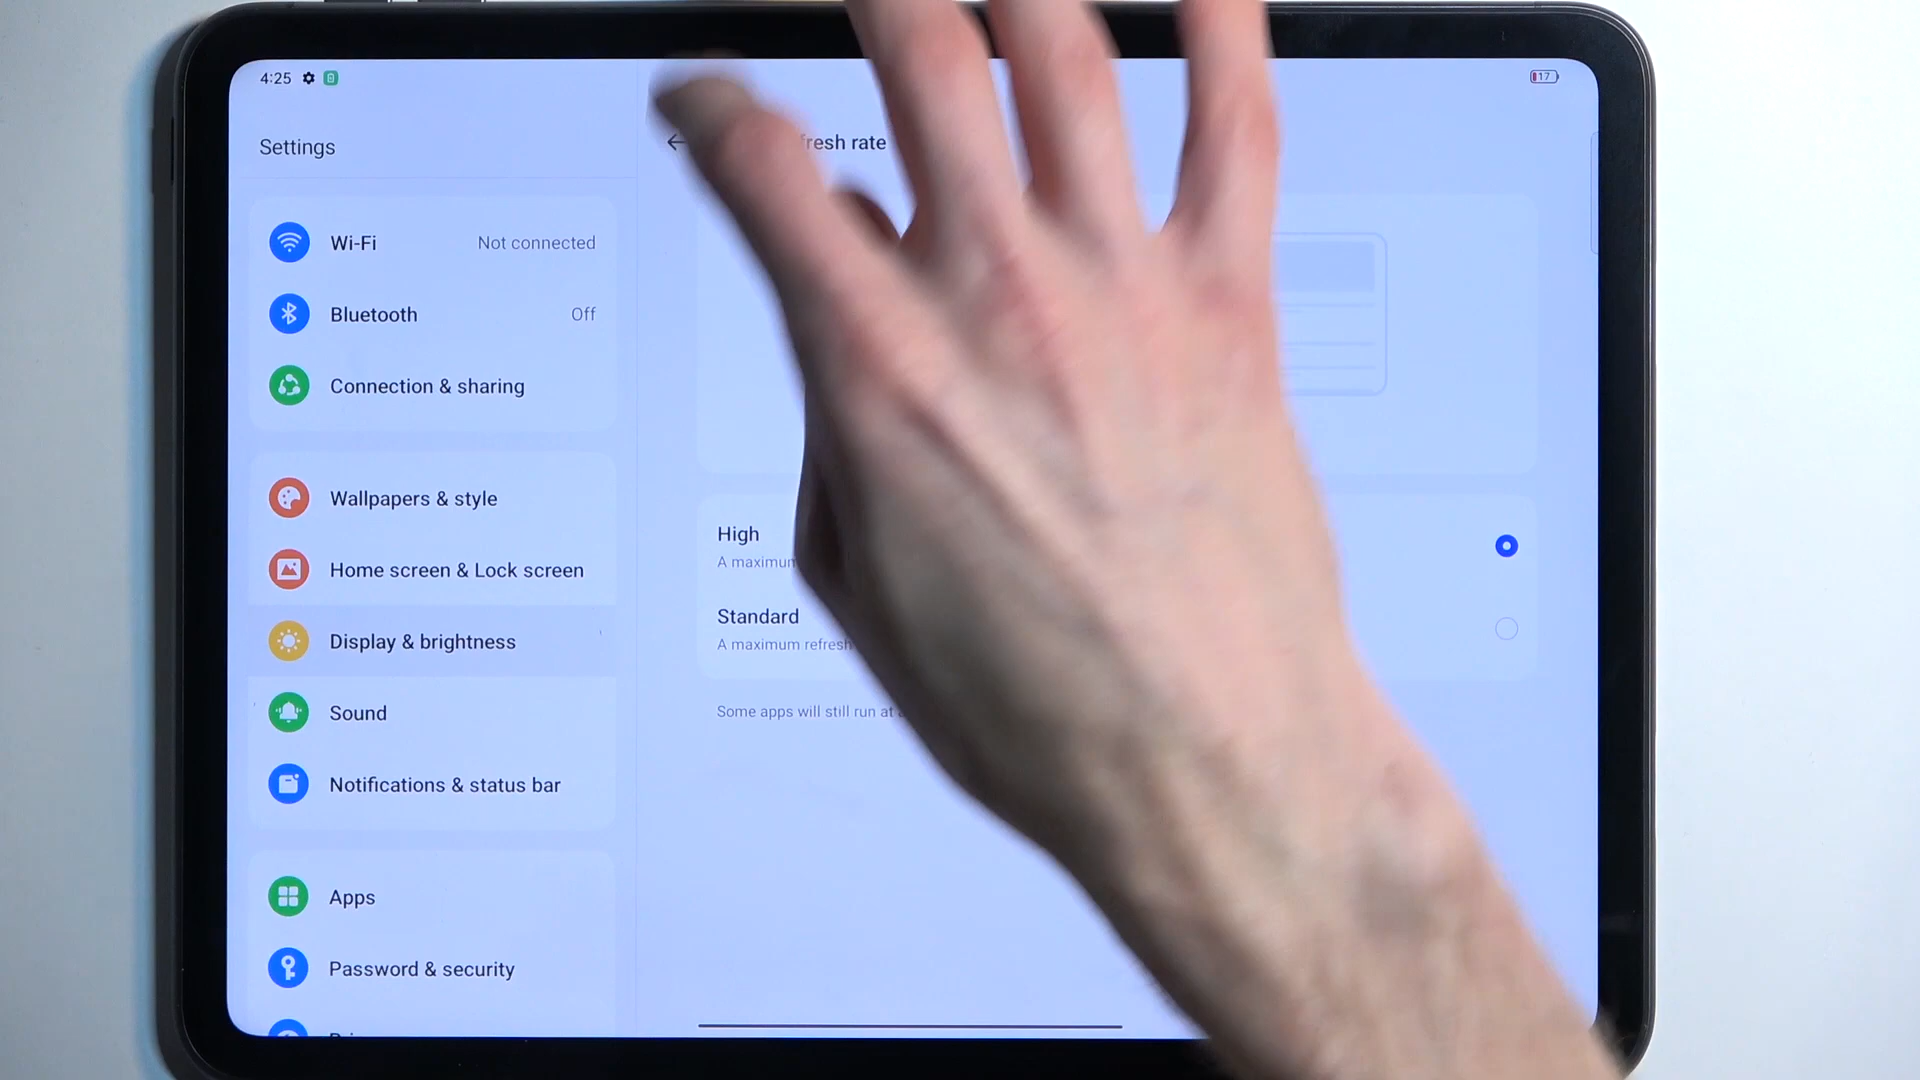 4:25
17
Settings
Wi-Fi
Not connected
Bluetooth
Off
Connection & sharing
Wallpapers & style
Home screen & Lock screen
Display & brightness
Sound
Notifications & status bar
Apps
Password & security
rate
High
A maximum
Standard
A maximum refresh
Some apps will still run at